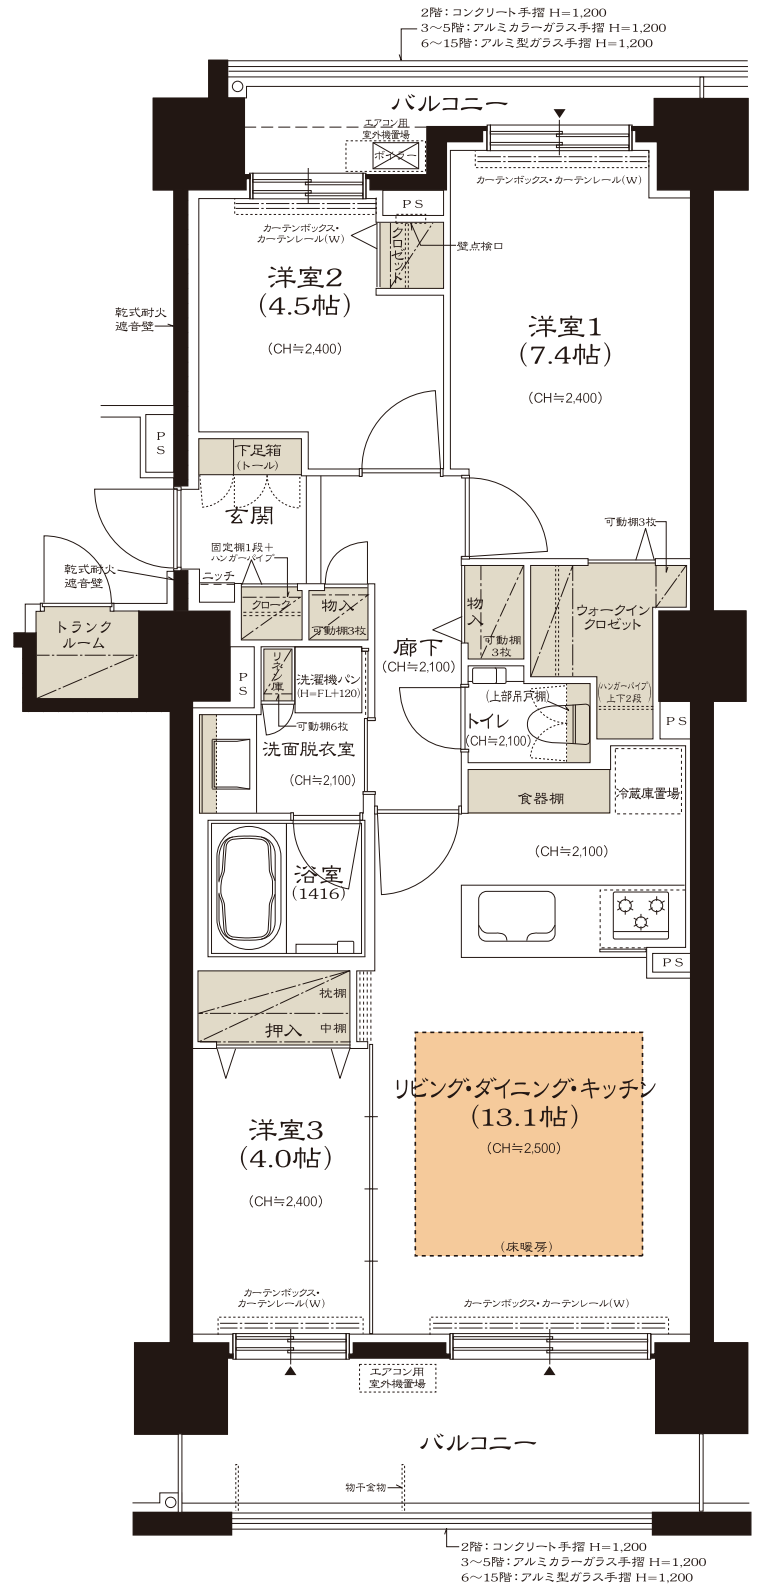 2階：コンクリート手摺 H=1,200
3～5階：アルミカラーガラス手摺 H=1,200
6～15階：アルミ型ガラス手摺 H=1,200
バルコニー
エアコン用
室外機置場
ボイラー
カーテンボックス・カーテンレール(W)
PS
カーテンボックス・
カーテンレール(W)
クロゼット
壁点検口
洋室2
(4.5帖)
(CH≒2,400)
洋室1
(7.4帖)
(CH≒2,400)
乾式耐火
遮音壁
PS
下足箱
(トール)
玄関
可動棚3枚
固定棚1段＋
ハンガーパイプ
乾式耐火
遮音壁
ニッチ
クローク
物入
可動棚3枚
物入
可動棚
3枚
ウォークイン
クロゼット
トランク
ルーム
廊下
(CH≒2,100)
PS
リネン庫
洗濯機パン
(H=FL+120)
(ハンガーパイプ)
上下2段
(上部吊戸棚)
トイレ
(CH≒2,100)
PS
可動棚6枚
洗面脱衣室
(CH≒2,100)
食器棚
冷蔵庫置場
(CH≒2,100)
浴室
(1416)
PS
枕棚
押入
中棚
リビング・ダイニング・キッチン
(13.1帖)
(CH≒2,500)
洋室3
(4.0帖)
(CH≒2,400)
(床暖房)
カーテンボックス・
カーテンレール(W)
カーテンボックス・カーテンレール(W)
エアコン用
室外機置場
バルコニー
物干金物
2階：コンクリート手摺 H=1,200
3～5階：アルミカラーガラス手摺 H=1,200
6～15階：アルミ型ガラス手摺 H=1,200